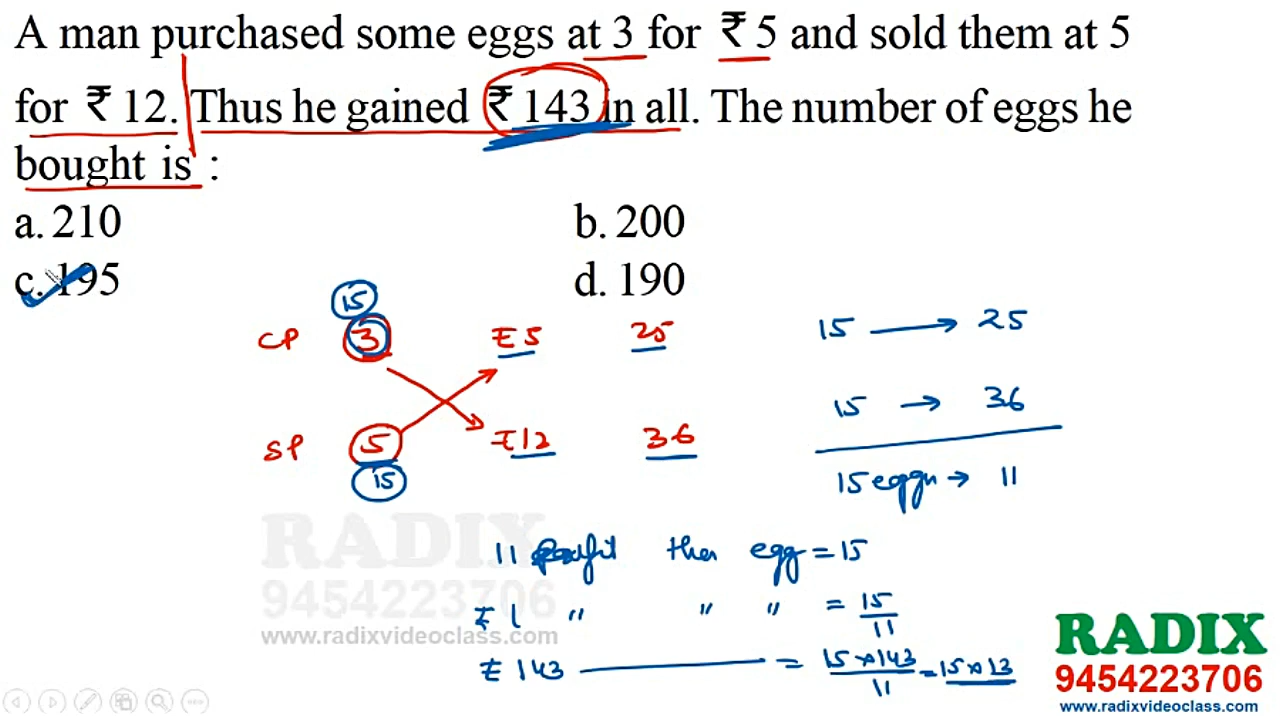 A man purchased some eggs at 3 for ₹ 5 and sold them at 5
for ₹ 12. Thus he gained ₹ 143 in all. The number of eggs he
bought is :
a. 210
b. 200
c. 195
d. 190
15
CP 3 ₹5 25
SP 5 ₹12 36
15
15 → 25
15 → 36
15 eggs → 11
11 profit then egg = 15
₹ 1 " " " = 15/11
₹ 143 = 15×143/11 = 15×13
RADIX
9454223706
www.radixvideoclass.com
RADIX
9454223706
www.radixvideoclass.com